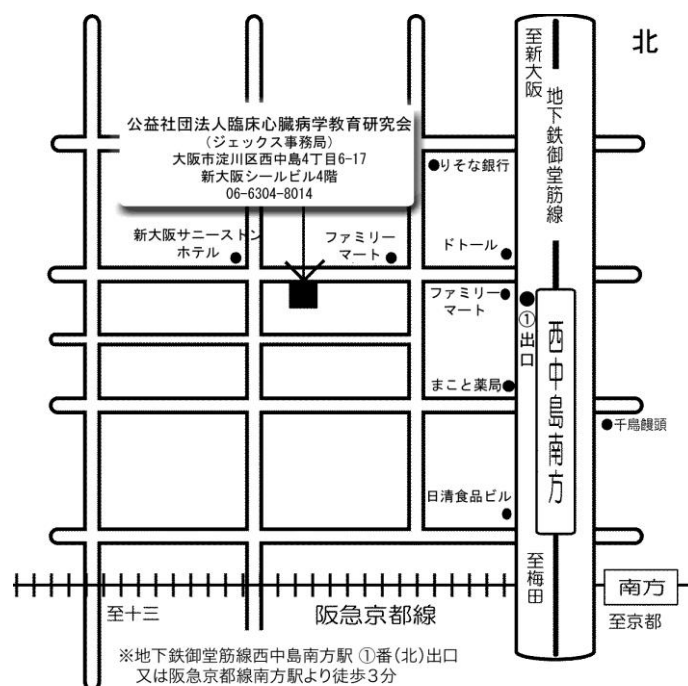 北
至新大阪
地下鉄御堂筋線
公益社団法人臨床心臓病学教育研究会
(ジェックス事務局)
大阪市淀川区西中島4丁目6-17
新大阪シールビル4階
06-6304-8014
りそな銀行
新大阪サニーストン
ホテル
ファミリー
マート
ドトール
ファミリー
マート
①出口
西中島南方
まこと薬局
千鳥饅頭
日清食品ビル
至梅田
南方
至十三
阪急京都線
至京都
※地下鉄御堂筋線西中島南方駅 ①番(北)出口
又は阪急京都線南方駅より徒歩3分